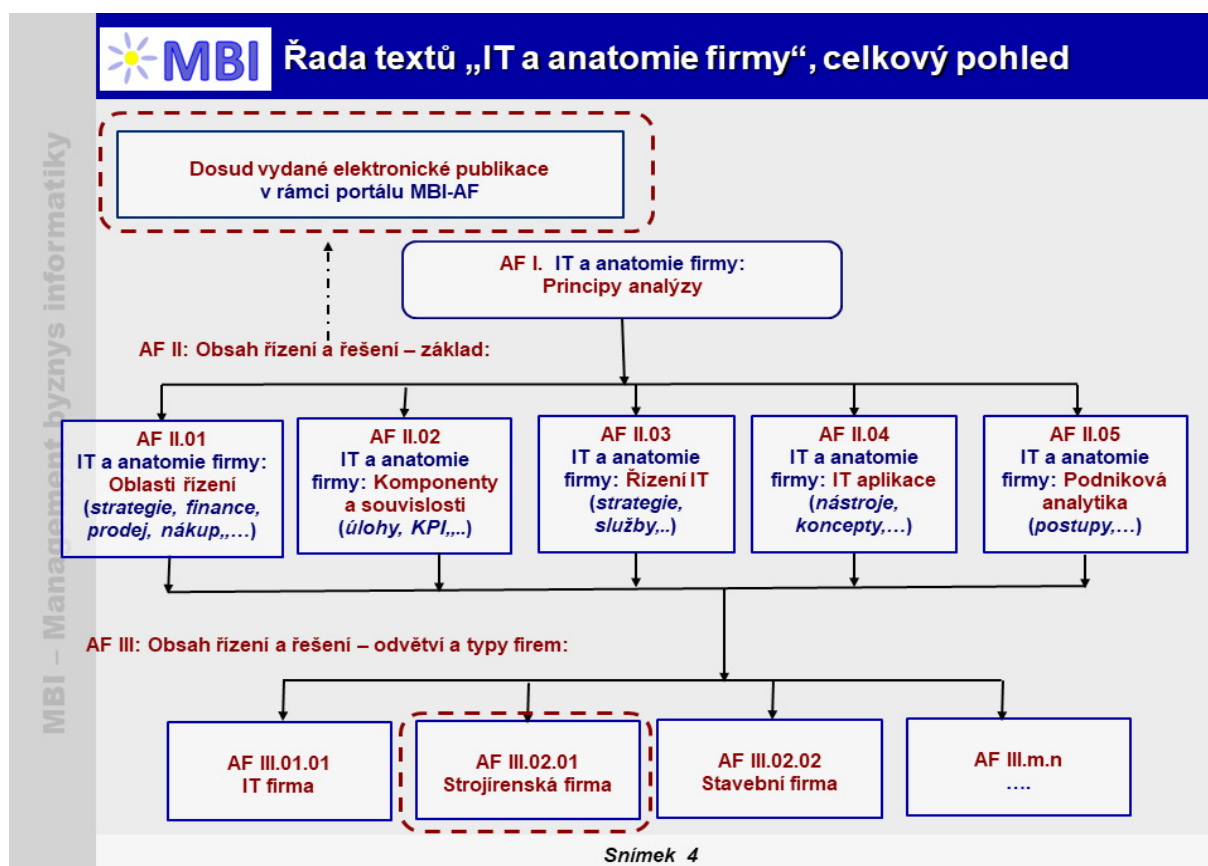 MBI
Řada textů „IT a anatomie firmy“, celkový pohled
MBI – Management byznys informatiky
Dosud vydané elektronické publikace
v rámci portálu MBI-AF
AF I. IT a anatomie firmy:
Principy analýzy
AF II: Obsah řízení a řešení – základ:
AF II.01
IT a anatomie firmy:
Oblasti řízení
(strategie, finance,
prodej, nákup,,…)
AF II.02
IT a anatomie
firmy: Komponenty
a souvislosti
(úlohy, KPI,,..)
AF II.03
IT a anatomie
firmy: Řízení IT
(strategie,
služby,..)
AF II.04
IT a anatomie
firmy: IT aplikace
(nástroje,
koncepty,…)
AF II.05
IT a anatomie
firmy: Podniková
analytika
(postupy,…)
AF III: Obsah řízení a řešení – odvětví a typy firem:
AF III.01.01
IT firma
AF III.02.01
Strojírenská firma
AF III.02.02
Stavební firma
AF III.m.n
….
Snímek 4